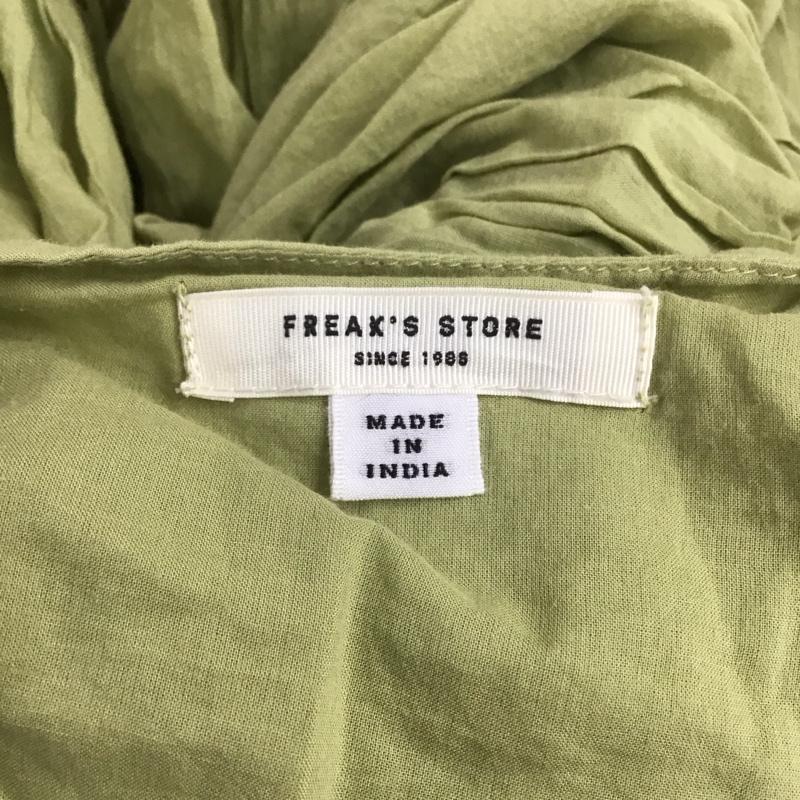 FREAK'S STORE
SINCE 1986
MADE
IN
INDIA